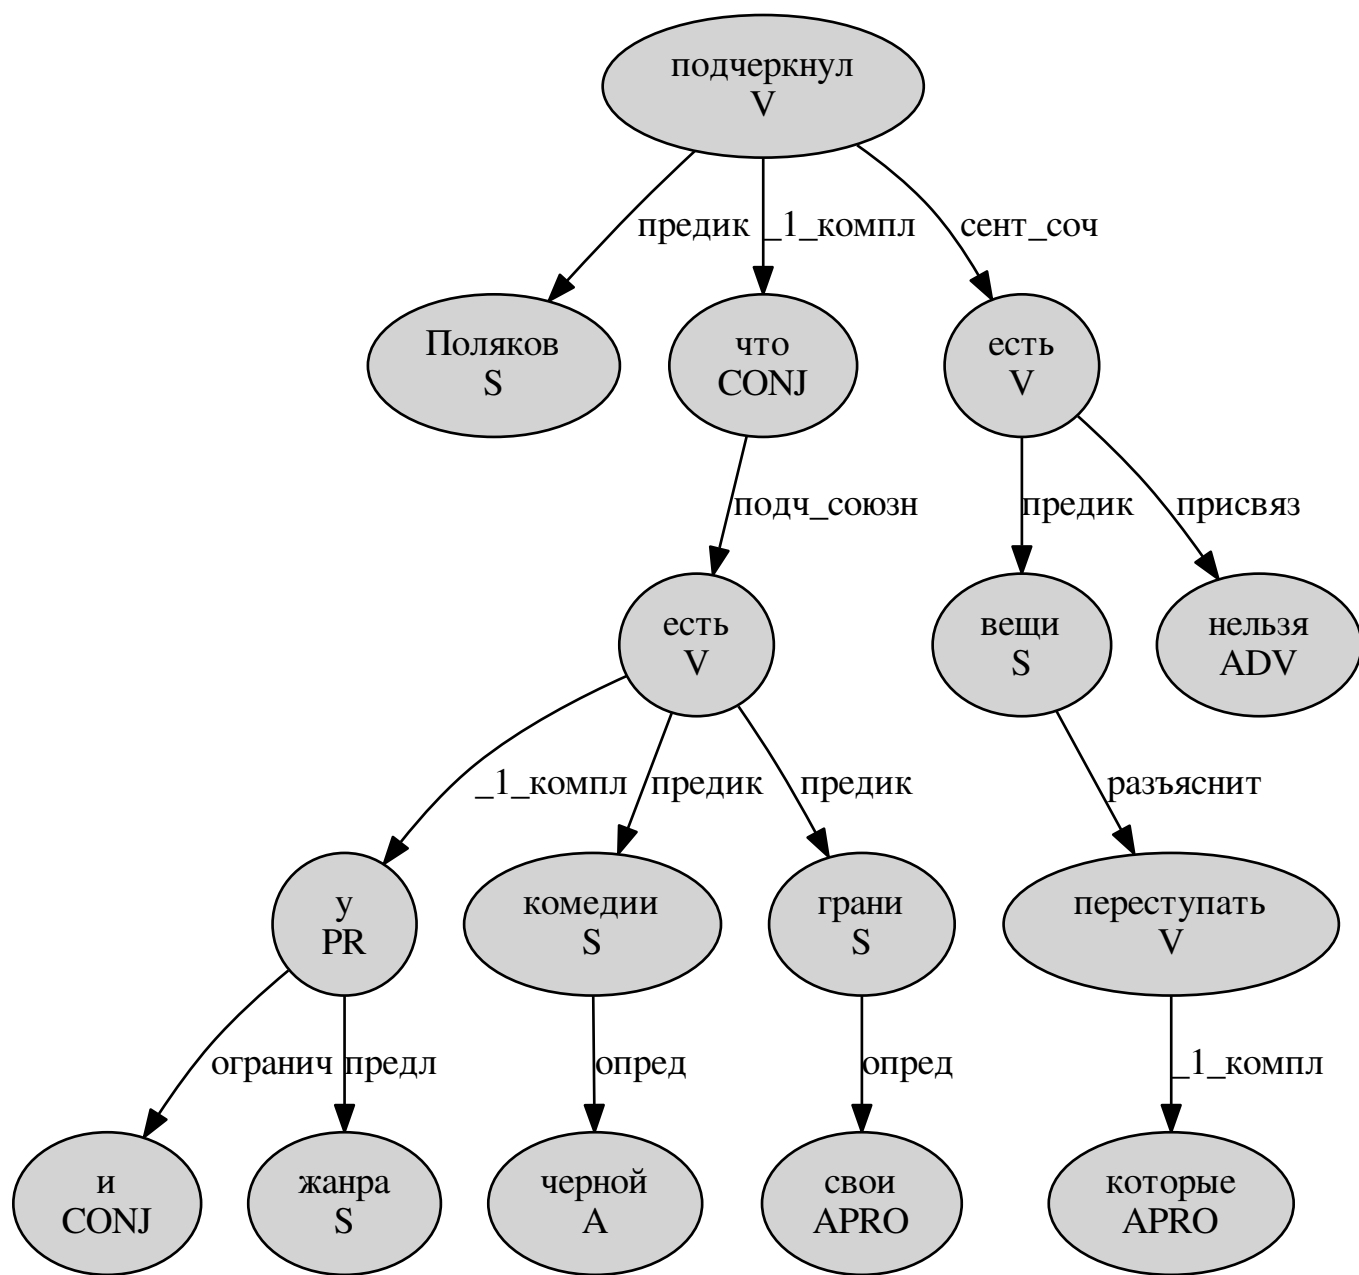 подчеркнул
V
предик
_1_компл
сент_соч
Поляков
S
что
CONJ
есть
V
подч_союзн
предик
присвяз
есть
V
вещи
S
нельзя
ADV
_1_компл
предик
предик
разъяснит
у
PR
комедии
S
грани
S
переступать
V
огранич
предл
опред
опред
_1_компл
и
CONJ
жанра
S
черной
A
свои
APRO
которые
APRO